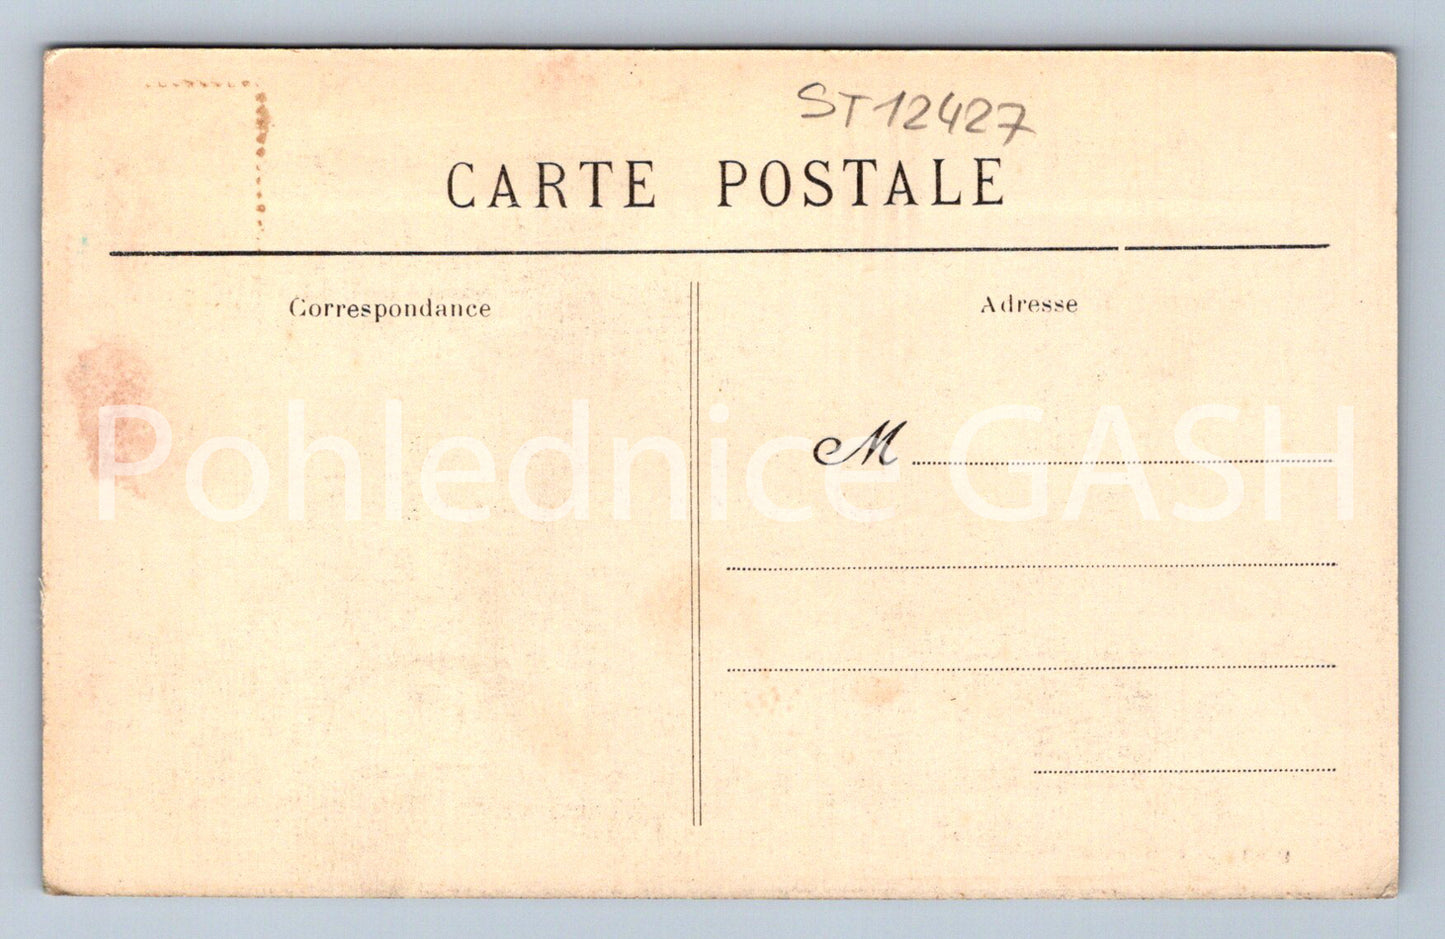 ST12427
CARTE POSTALE
Correspondance
Adresse
M
Pohlednice GASH